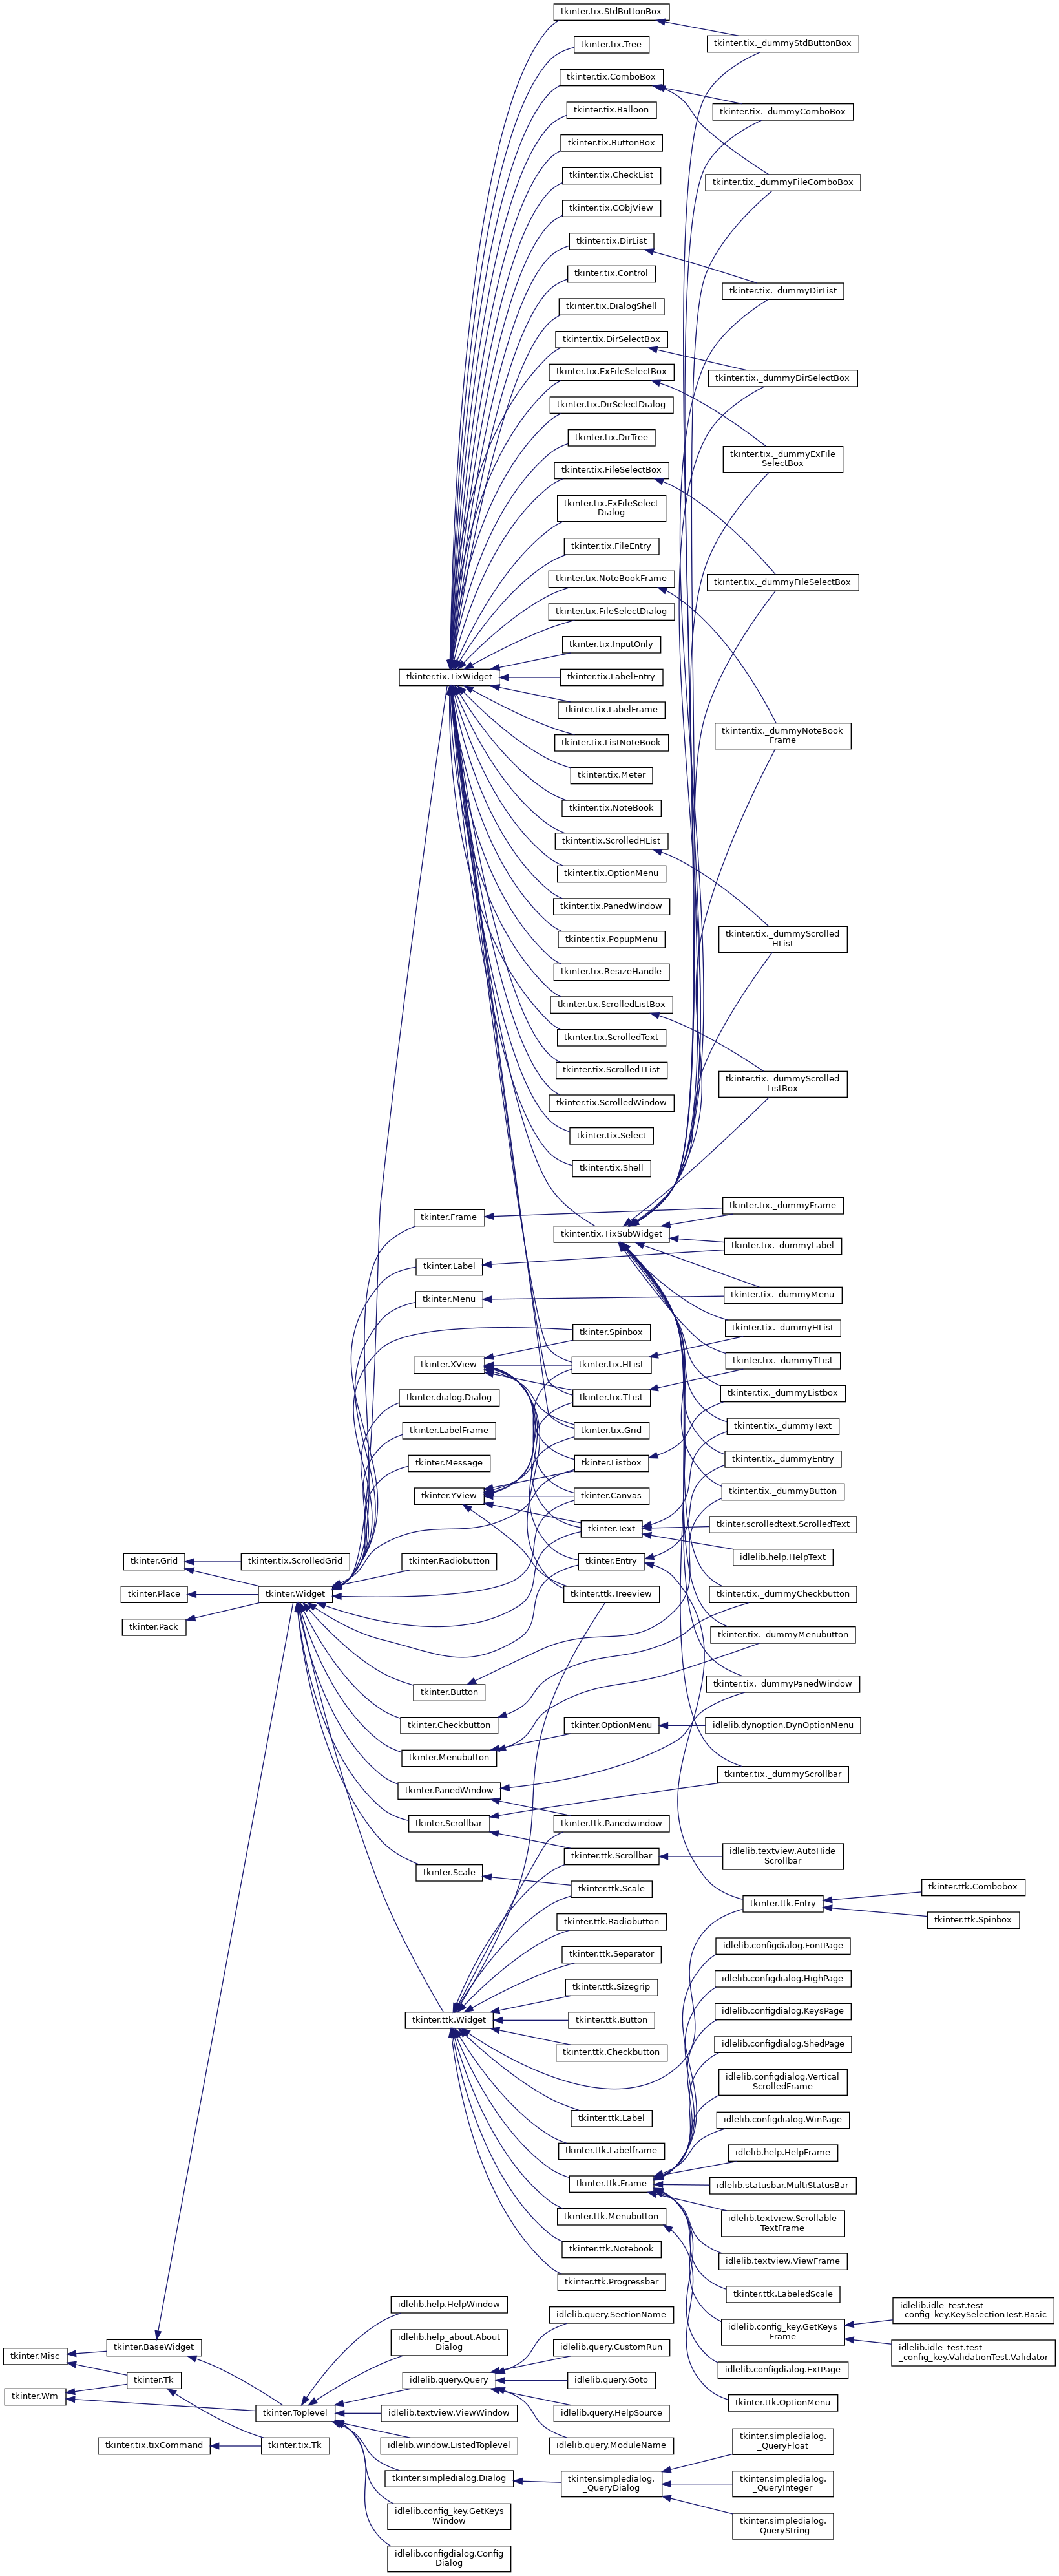 tkinter.tix.StdButtonBox
tkinter.tix._dummyStdButtonBox
tkinter.tix.Tree
tkinter.tix.ComboBox
tkinter.tix._dummyComboBox
tkinter.tix.Balloon
tkinter.tix.ButtonBox
tkinter.tix.CheckList
tkinter.tix._dummyFileComboBox
tkinter.tix.CObjView
tkinter.tix.DirList
tkinter.tix.Control
tkinter.tix._dummyDirList
tkinter.tix.DialogShell
tkinter.tix.DirSelectBox
tkinter.tix.ExFileSelectBox
tkinter.tix._dummyDirSelectBox
tkinter.tix.DirSelectDialog
tkinter.tix.DirTree
tkinter.tix._dummyExFile
SelectBox
tkinter.tix.FileSelectBox
tkinter.tix.ExFileSelect
Dialog
tkinter.tix.FileEntry
tkinter.tix.NoteBookFrame
tkinter.tix._dummyFileSelectBox
tkinter.tix.FileSelectDialog
tkinter.tix.InputOnly
tkinter.tix.TixWidget
tkinter.tix.LabelEntry
tkinter.tix.LabelFrame
tkinter.tix._dummyNoteBook
Frame
tkinter.tix.ListNoteBook
tkinter.tix.Meter
tkinter.tix.NoteBook
tkinter.tix.ScrolledHList
tkinter.tix.OptionMenu
tkinter.tix.PanedWindow
tkinter.tix._dummyScrolled
HList
tkinter.tix.PopupMenu
tkinter.tix.ResizeHandle
tkinter.tix.ScrolledListBox
tkinter.tix.ScrolledText
tkinter.tix.ScrolledTList
tkinter.tix._dummyScrolled
ListBox
tkinter.tix.ScrolledWindow
tkinter.tix.Select
tkinter.tix.Shell
tkinter.tix._dummyFrame
tkinter.Frame
tkinter.tix.TixSubWidget
tkinter.tix._dummyLabel
tkinter.Label
tkinter.tix._dummyMenu
tkinter.Menu
tkinter.tix._dummyHList
tkinter.Spinbox
tkinter.tix._dummyTList
tkinter.XView
tkinter.tix.HList
tkinter.tix._dummyListbox
tkinter.dialog.Dialog
tkinter.tix.TList
tkinter.tix._dummyText
tkinter.LabelFrame
tkinter.tix.Grid
tkinter.tix._dummyEntry
tkinter.Message
tkinter.Listbox
tkinter.tix._dummyButton
tkinter.YView
tkinter.Canvas
tkinter.scrolledtext.ScrolledText
tkinter.Text
idlelib.help.HelpText
tkinter.Grid
tkinter.tix.ScrolledGrid
tkinter.Radiobutton
tkinter.Entry
tkinter.Place
tkinter.Widget
tkinter.ttk.Treeview
tkinter.tix._dummyCheckbutton
tkinter.Pack
tkinter.tix._dummyMenubutton
tkinter.tix._dummyPanedWindow
tkinter.Button
tkinter.Checkbutton
tkinter.OptionMenu
idlelib.dynoption.DynOptionMenu
tkinter.Menubutton
tkinter.tix._dummyScrollbar
tkinter.PanedWindow
tkinter.Scrollbar
tkinter.ttk.Panedwindow
tkinter.ttk.Scrollbar
idlelib.textview.AutoHide
Scrollbar
tkinter.Scale
tkinter.ttk.Scale
tkinter.ttk.Combobox
tkinter.ttk.Entry
tkinter.ttk.Spinbox
tkinter.ttk.Radiobutton
idlelib.configdialog.FontPage
tkinter.ttk.Separator
idlelib.configdialog.HighPage
tkinter.ttk.Sizegrip
idlelib.configdialog.KeysPage
tkinter.ttk.Widget
tkinter.ttk.Button
idlelib.configdialog.ShedPage
tkinter.ttk.Checkbutton
idlelib.configdialog.Vertical
ScrolledFrame
tkinter.ttk.Label
idlelib.configdialog.WinPage
tkinter.ttk.Labelframe
idlelib.help.HelpFrame
tkinter.ttk.Frame
idlelib.statusbar.MultiStatusBar
tkinter.ttk.Menubutton
idlelib.textview.Scrollable
TextFrame
tkinter.ttk.Notebook
idlelib.textview.ViewFrame
tkinter.ttk.Progressbar
tkinter.ttk.LabeledScale
idlelib.help.HelpWindow
idlelib.query.SectionName
idlelib.config_key.GetKeys
Frame
idlelib.idle_test.test
_config_key.KeySelectionTest.Basic
tkinter.Misc
tkinter.BaseWidget
idlelib.help_about.About
Dialog
idlelib.query.CustomRun
idlelib.idle_test.test
_config_key.ValidationTest.Validator
tkinter.Tk
idlelib.query.Query
idlelib.query.Goto
idlelib.configdialog.ExtPage
tkinter.Wm
tkinter.Toplevel
idlelib.textview.ViewWindow
idlelib.query.HelpSource
tkinter.ttk.OptionMenu
tkinter.tix.tixCommand
tkinter.tix.Tk
idlelib.window.ListedToplevel
idlelib.query.ModuleName
tkinter.simpledialog.
_QueryFloat
tkinter.simpledialog.Dialog
tkinter.simpledialog.
_QueryDialog
tkinter.simpledialog.
_QueryInteger
idlelib.config_key.GetKeys
Window
tkinter.simpledialog.
_QueryString
idlelib.configdialog.Config
Dialog